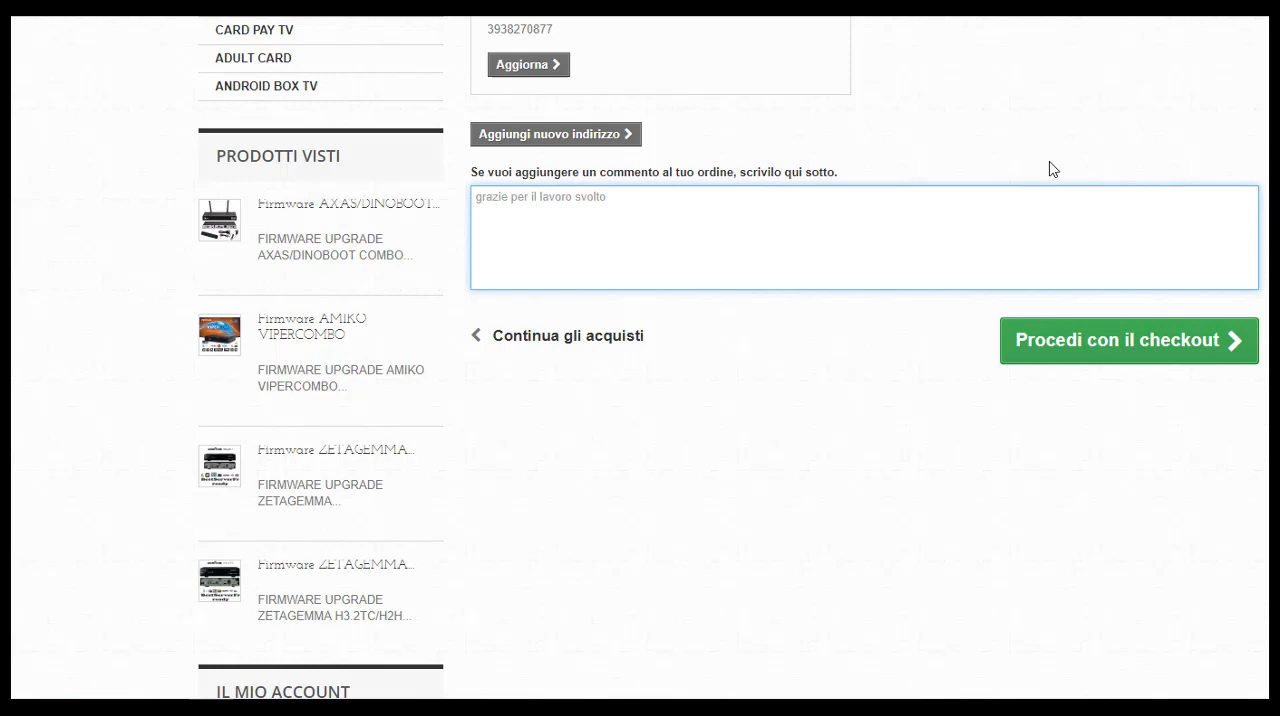 CARD PAY TV
ADULT CARD
ANDROID BOX TV
PRODOTTI VISTI
Firmware AXAS/DINOBOOT...
FIRMWARE UPGRADE
AXAS/DINOBOOT COMBO...
Firmware AMIKO
VIPERCOMBO
FIRMWARE UPGRADE AMIKO
VIPERCOMBO...
Firmware ZETAGEMMA...
FIRMWARE UPGRADE
ZETAGEMMA...
Firmware ZETAGEMMA...
FIRMWARE UPGRADE
ZETAGEMMA H3.2TC/H2H...
IL MIO ACCOUNT
3938270877
Aggiorna
Aggiungi nuovo indirizzo
Se vuoi aggiungere un commento al tuo ordine, scrivilo qui sotto.
grazie per il lavoro svolto
Continua gli acquisti
Procedi con il checkout